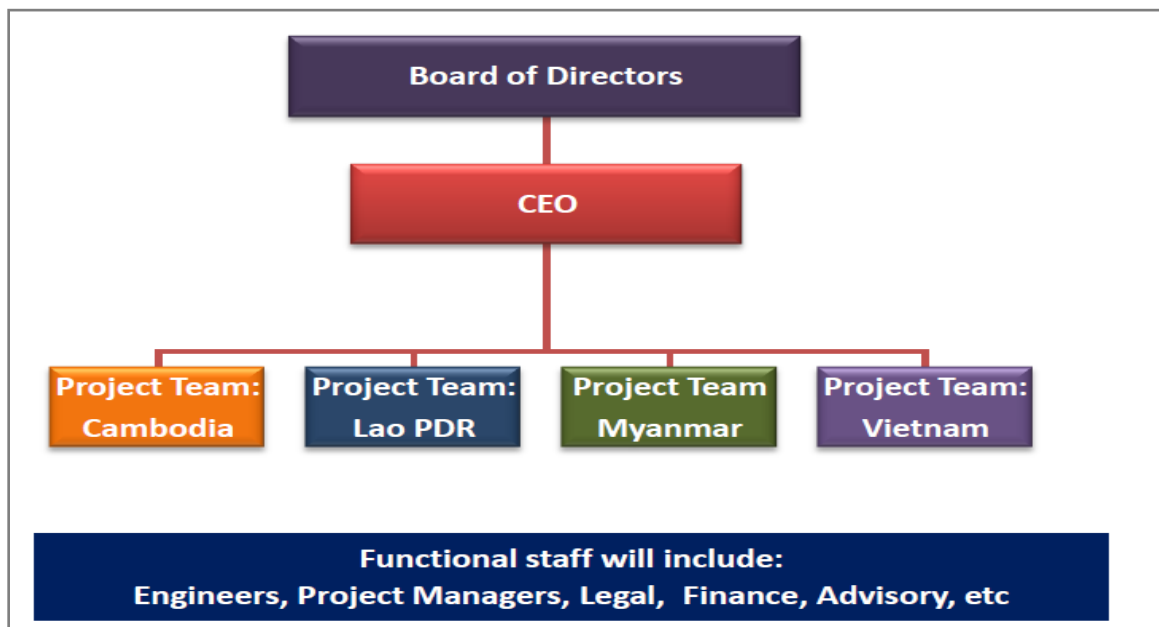 Board of Directors
CEO
Project Team:
Cambodia
Project Team:
Lao PDR
Project Team
Myanmar
Project Team:
Vietnam
Functional staff will include:
Engineers, Project Managers, Legal,  Finance, Advisory, etc